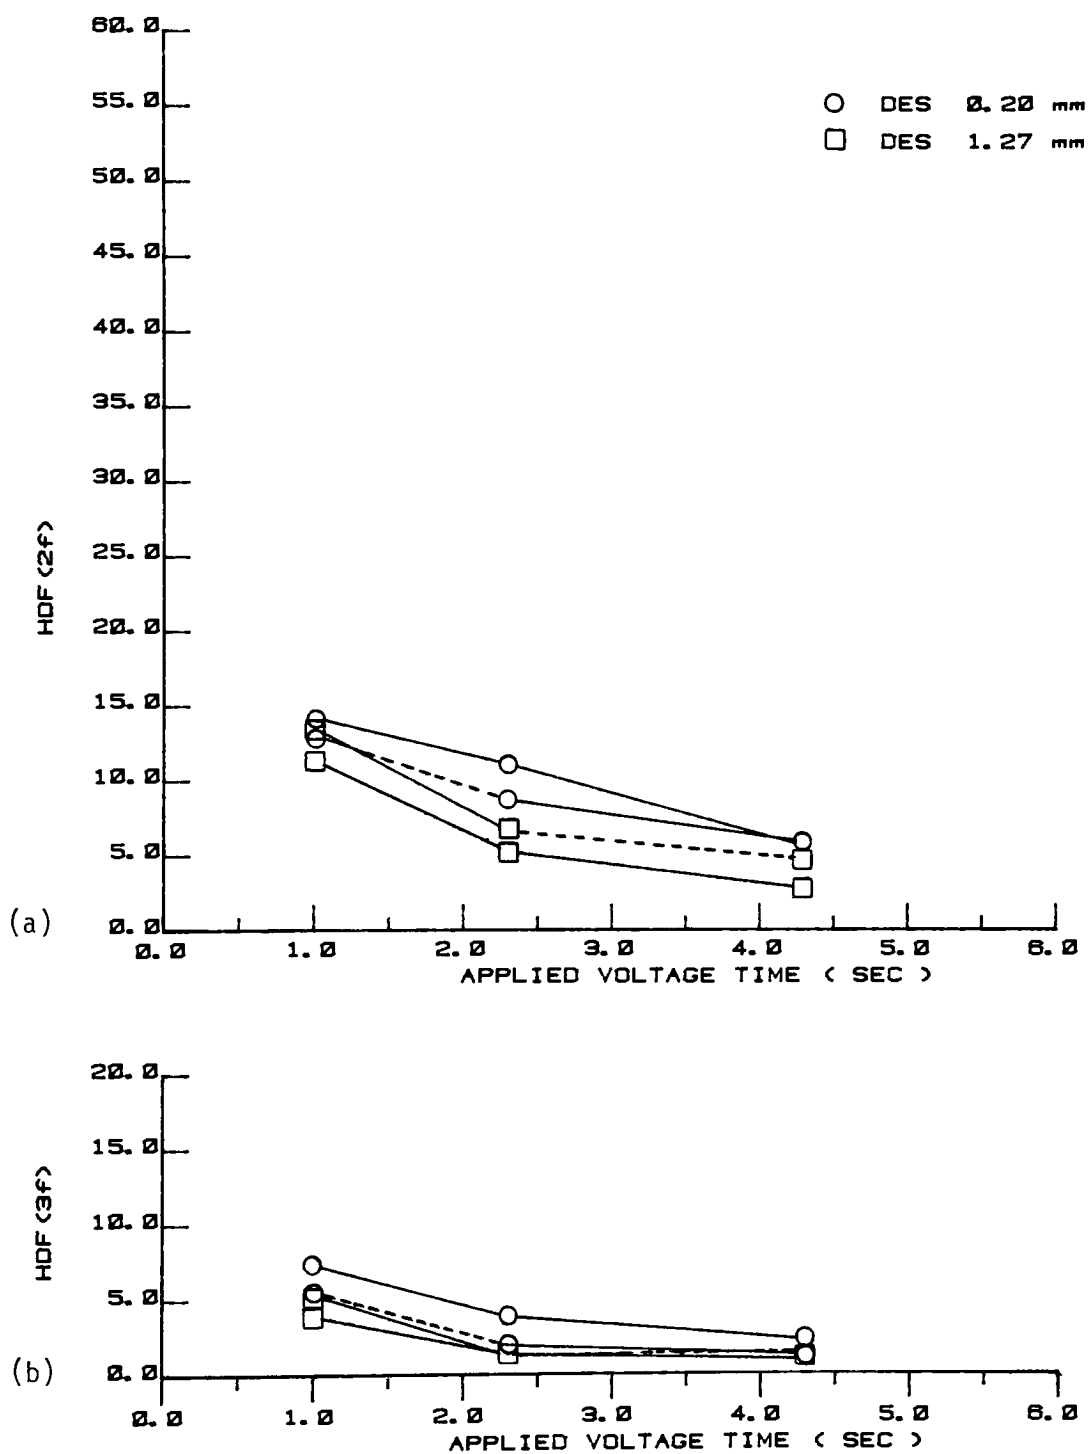 60.0
55.0
50.0
45.0
40.0
35.0
30.0
25.0
20.0
15.0
10.0
5.0
0.0
HDF(2f)
○ DES 0.20 mm
□ DES 1.27 mm
(a)
0.0 1.0 2.0 3.0 4.0 5.0 6.0
APPLIED VOLTAGE TIME ( SEC )
20.0
15.0
10.0
5.0
0.0
HDF(3f)
(b)
0.0 1.0 2.0 3.0 4.0 5.0 6.0
APPLIED VOLTAGE TIME ( SEC )